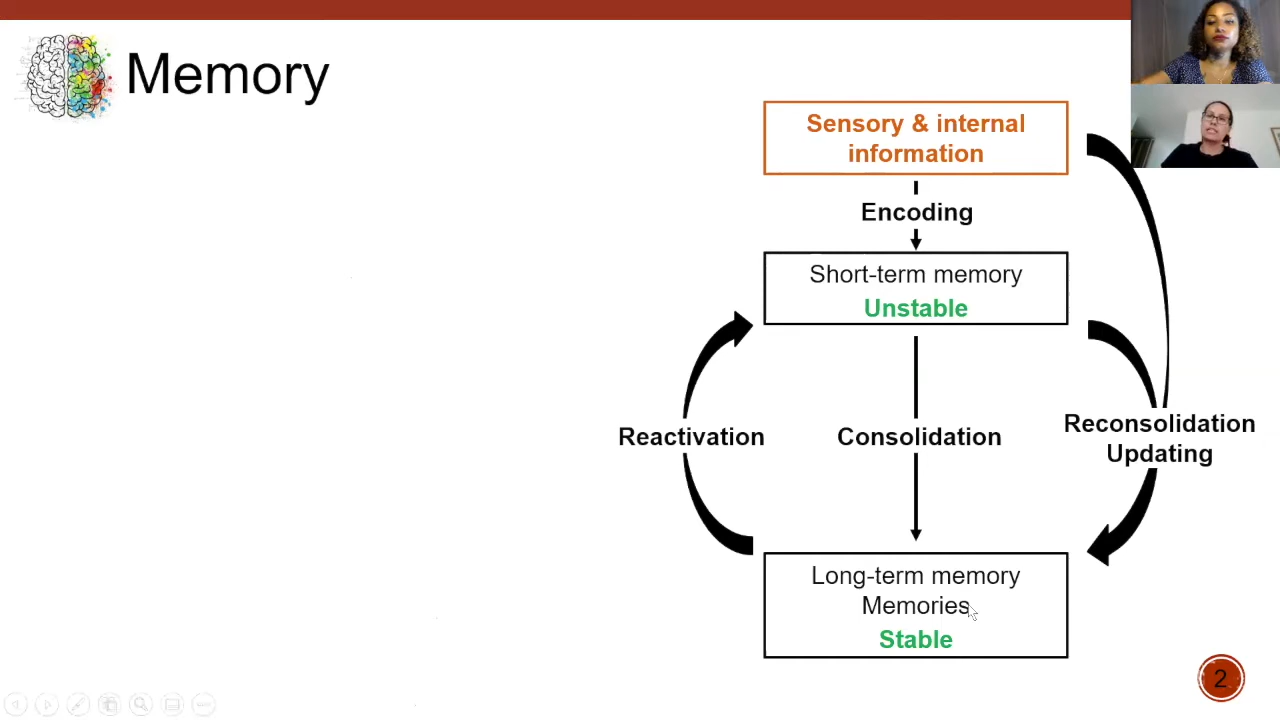 Memory
Sensory & internal
information
Encoding
Short-term memory
Unstable
Reactivation
Consolidation
Reconsolidation
Updating
Long-term memory
Memories
Stable
2